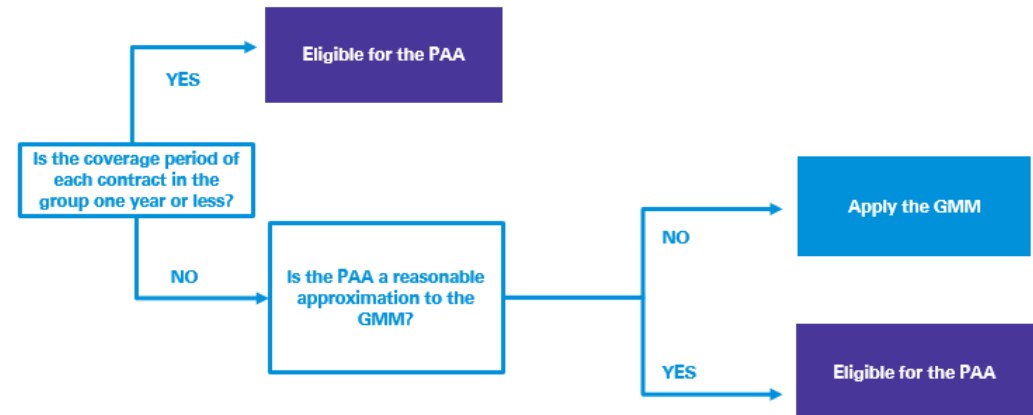 Eligible for the PAA
YES
Is the coverage period of
each contract in the
group one year or less?
NO
Is the PAA a reasonable
approximation to the
GMM?
NO
Apply the GMM
YES
Eligible for the PAA